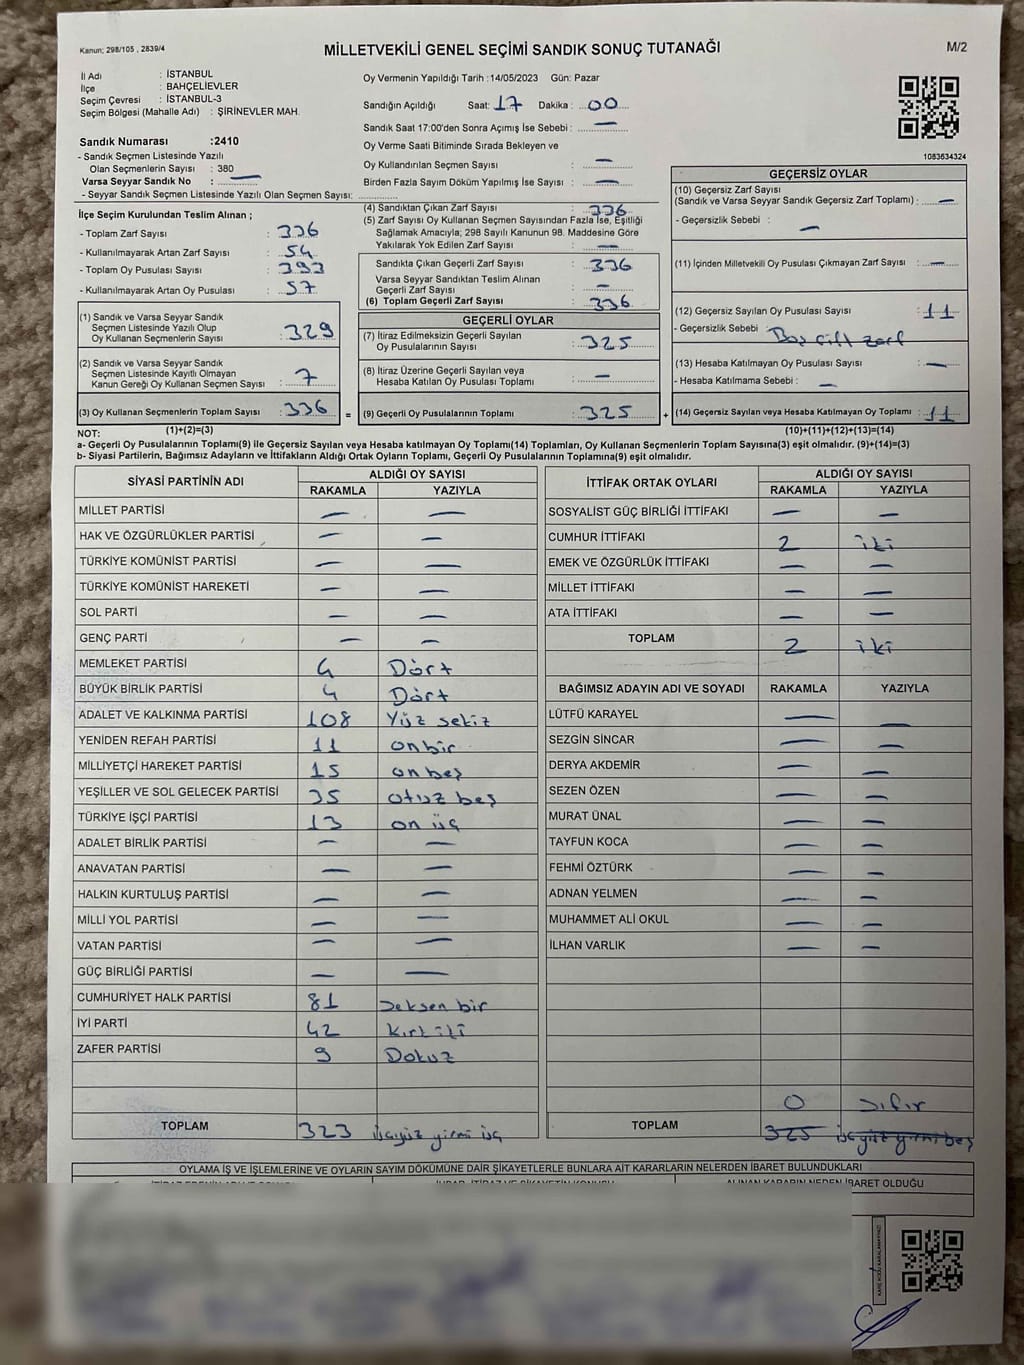 Kanun; 298/105 , 2839/4
MİLLETVEKİLİ GENEL SEÇİMİ SANDIK SONUÇ TUTANAĞI
M/2
İl Adı : İSTANBUL
İlçe : BAHÇELİEVLER
Seçim Çevresi : İSTANBUL-3
Seçim Bölgesi (Mahalle Adı) : ŞİRİNEVLER MAH.
Sandık Numarası :2410
- Sandık Seçmen Listesinde Yazılı
Olan Seçmenlerin Sayısı : 380
Varsa Seyyar Sandık No : —
- Seyyar Sandık Seçmen Listesinde Yazılı Olan Seçmen Sayısı:
Oy Vermenin Yapıldığı Tarih :14/05/2023 Gün: Pazar
Sandığın Açıldığı Saat: 17 Dakika : 00
Sandık Saat 17:00'den Sonra Açımış İse Sebebi : —
Oy Verme Saati Bitiminde Sırada Bekleyen ve
Oy Kullandırılan Seçmen Sayısı : —
Birden Fazla Sayım Döküm Yapılmış İse Sayısı : —
1083634324
İlçe Seçim Kurulundan Teslim Alınan ;
- Toplam Zarf Sayısı : 336
- Kullanılmayarak Artan Zarf Sayısı : 54
- Toplam Oy Pusulası Sayısı : 393
- Kullanılmayarak Artan Oy Pusulası : 57
(1) Sandık ve Varsa Seyyar Sandık
Seçmen Listesinde Yazılı Olup
Oy Kullanan Seçmenlerin Sayısı : 329
(2) Sandık ve Varsa Seyyar Sandık
Seçmen Listesinde Kayıtlı Olmayan
Kanun Gereği Oy Kullanan Seçmen Sayısı : 7
(3) Oy Kullanan Seçmenlerin Toplam Sayısı : 336
(1)+(2)=(3)
(4) Sandıktan Çıkan Zarf Sayısı : 336
(5) Zarf Sayısı Oy Kullanan Seçmen Sayısından Fazla İse, Eşitliği
Sağlamak Amacıyla; 298 Sayılı Kanunun 98. Maddesine Göre
Yakılarak Yok Edilen Zarf Sayısı : —
Sandıkta Çıkan Geçerli Zarf Sayısı : 336
Varsa Seyyar Sandıktan Teslim Alınan
Geçerli Zarf Sayısı : —
(6) Toplam Geçerli Zarf Sayısı : 336
GEÇERLİ OYLAR
(7) İtiraz Edilmeksizin Geçerli Sayılan
Oy Pusulalarının Sayısı : 325
(8) İtiraz Üzerine Geçerli Sayılan veya
Hesaba Katılan Oy Pusulası Toplamı : —
= (9) Geçerli Oy Pusulalarının Toplamı : 325 +
GEÇERSİZ OYLAR
(10) Geçersiz Zarf Sayısı
(Sandık ve Varsa Seyyar Sandık Geçersiz Zarf Toplamı) : —
- Geçersizlik Sebebi : —
(11) İçinden Milletvekili Oy Pusulası Çıkmayan Zarf Sayısı : —
(12) Geçersiz Sayılan Oy Pusulası Sayısı : 11
- Geçersizlik Sebebi : Boş çift zarf
(13) Hesaba Katılmayan Oy Pusulası Sayısı : —
- Hesaba Katılmama Sebebi : —
(14) Geçersiz Sayılan veya Hesaba Katılmayan Oy Toplamı : 11
(10)+(11)+(12)+(13)=(14)
NOT:
a- Geçerli Oy Pusulalarının Toplamı(9) ile Geçersiz Sayılan veya Hesaba katılmayan Oy Toplamı(14) Toplamları, Oy Kullanan Seçmenlerin Toplam Sayısına(3) eşit olmalıdır. (9)+(14)=(3)
b- Siyasi Partilerin, Bağımsız Adayların ve İttifakların Aldığı Ortak Oyların Toplamı, Geçerli Oy Pusulalarının Toplamına(9) eşit olmalıdır.
SİYASİ PARTİNİN ADI ALDIĞI OY SAYISI
RAKAMLA YAZIYLA
MİLLET PARTİSİ — —
HAK VE ÖZGÜRLÜKLER PARTİSİ — —
TÜRKİYE KOMÜNİST PARTİSİ — —
TÜRKİYE KOMÜNİST HAREKETİ — —
SOL PARTİ — —
GENÇ PARTİ — —
MEMLEKET PARTİSİ 4 Dört
BÜYÜK BİRLİK PARTİSİ 4 Dört
ADALET VE KALKINMA PARTİSİ 108 Yüz sekiz
YENİDEN REFAH PARTİSİ 11 onbir
MİLLİYETÇİ HAREKET PARTİSİ 15 onbeş
YEŞİLLER VE SOL GELECEK PARTİSİ 35 otuz beş
TÜRKİYE İŞÇİ PARTİSİ 13 on üç
ADALET BİRLİK PARTİSİ — —
ANAVATAN PARTİSİ — —
HALKIN KURTULUŞ PARTİSİ — —
MİLLİ YOL PARTİSİ — —
VATAN PARTİSİ — —
GÜÇ BİRLİĞİ PARTİSİ — —
CUMHURİYET HALK PARTİSİ 81 Seksen bir
İYİ PARTİ 42 Kırk iki
ZAFER PARTİSİ 9 Dokuz
TOPLAM 323 üçyüz yirmi üç
İTTİFAK ORTAK OYLARI ALDIĞI OY SAYISI
RAKAMLA YAZIYLA
SOSYALİST GÜÇ BİRLİĞİ İTTİFAKI — —
CUMHUR İTTİFAKI 2 iki
EMEK VE ÖZGÜRLÜK İTTİFAKI — —
MİLLET İTTİFAKI — —
ATA İTTİFAKI — —
TOPLAM 2 iki
BAĞIMSIZ ADAYIN ADI VE SOYADI RAKAMLA YAZIYLA
LÜTFÜ KARAYEL — —
SEZGİN SİNCAR — —
DERYA AKDEMİR — —
SEZEN ÖZEN — —
MURAT ÜNAL — —
TAYFUN KOCA — —
FEHMİ ÖZTÜRK — —
ADNAN YELMEN — —
MUHAMMET ALİ OKUL — —
İLHAN VARLIK — —
0 Sıfır
TOPLAM 325 üçyüz yirmi beş
OYLAMA İŞ VE İŞLEMLERİNE VE OYLARIN SAYIM DÖKÜMÜNE DAİR ŞİKAYETLERLE BUNLARA AİT KARARLARIN NELERDEN İBARET BULUNDUKLARI
ALINAN KARARIN NEDEN İBARET OLDUĞU